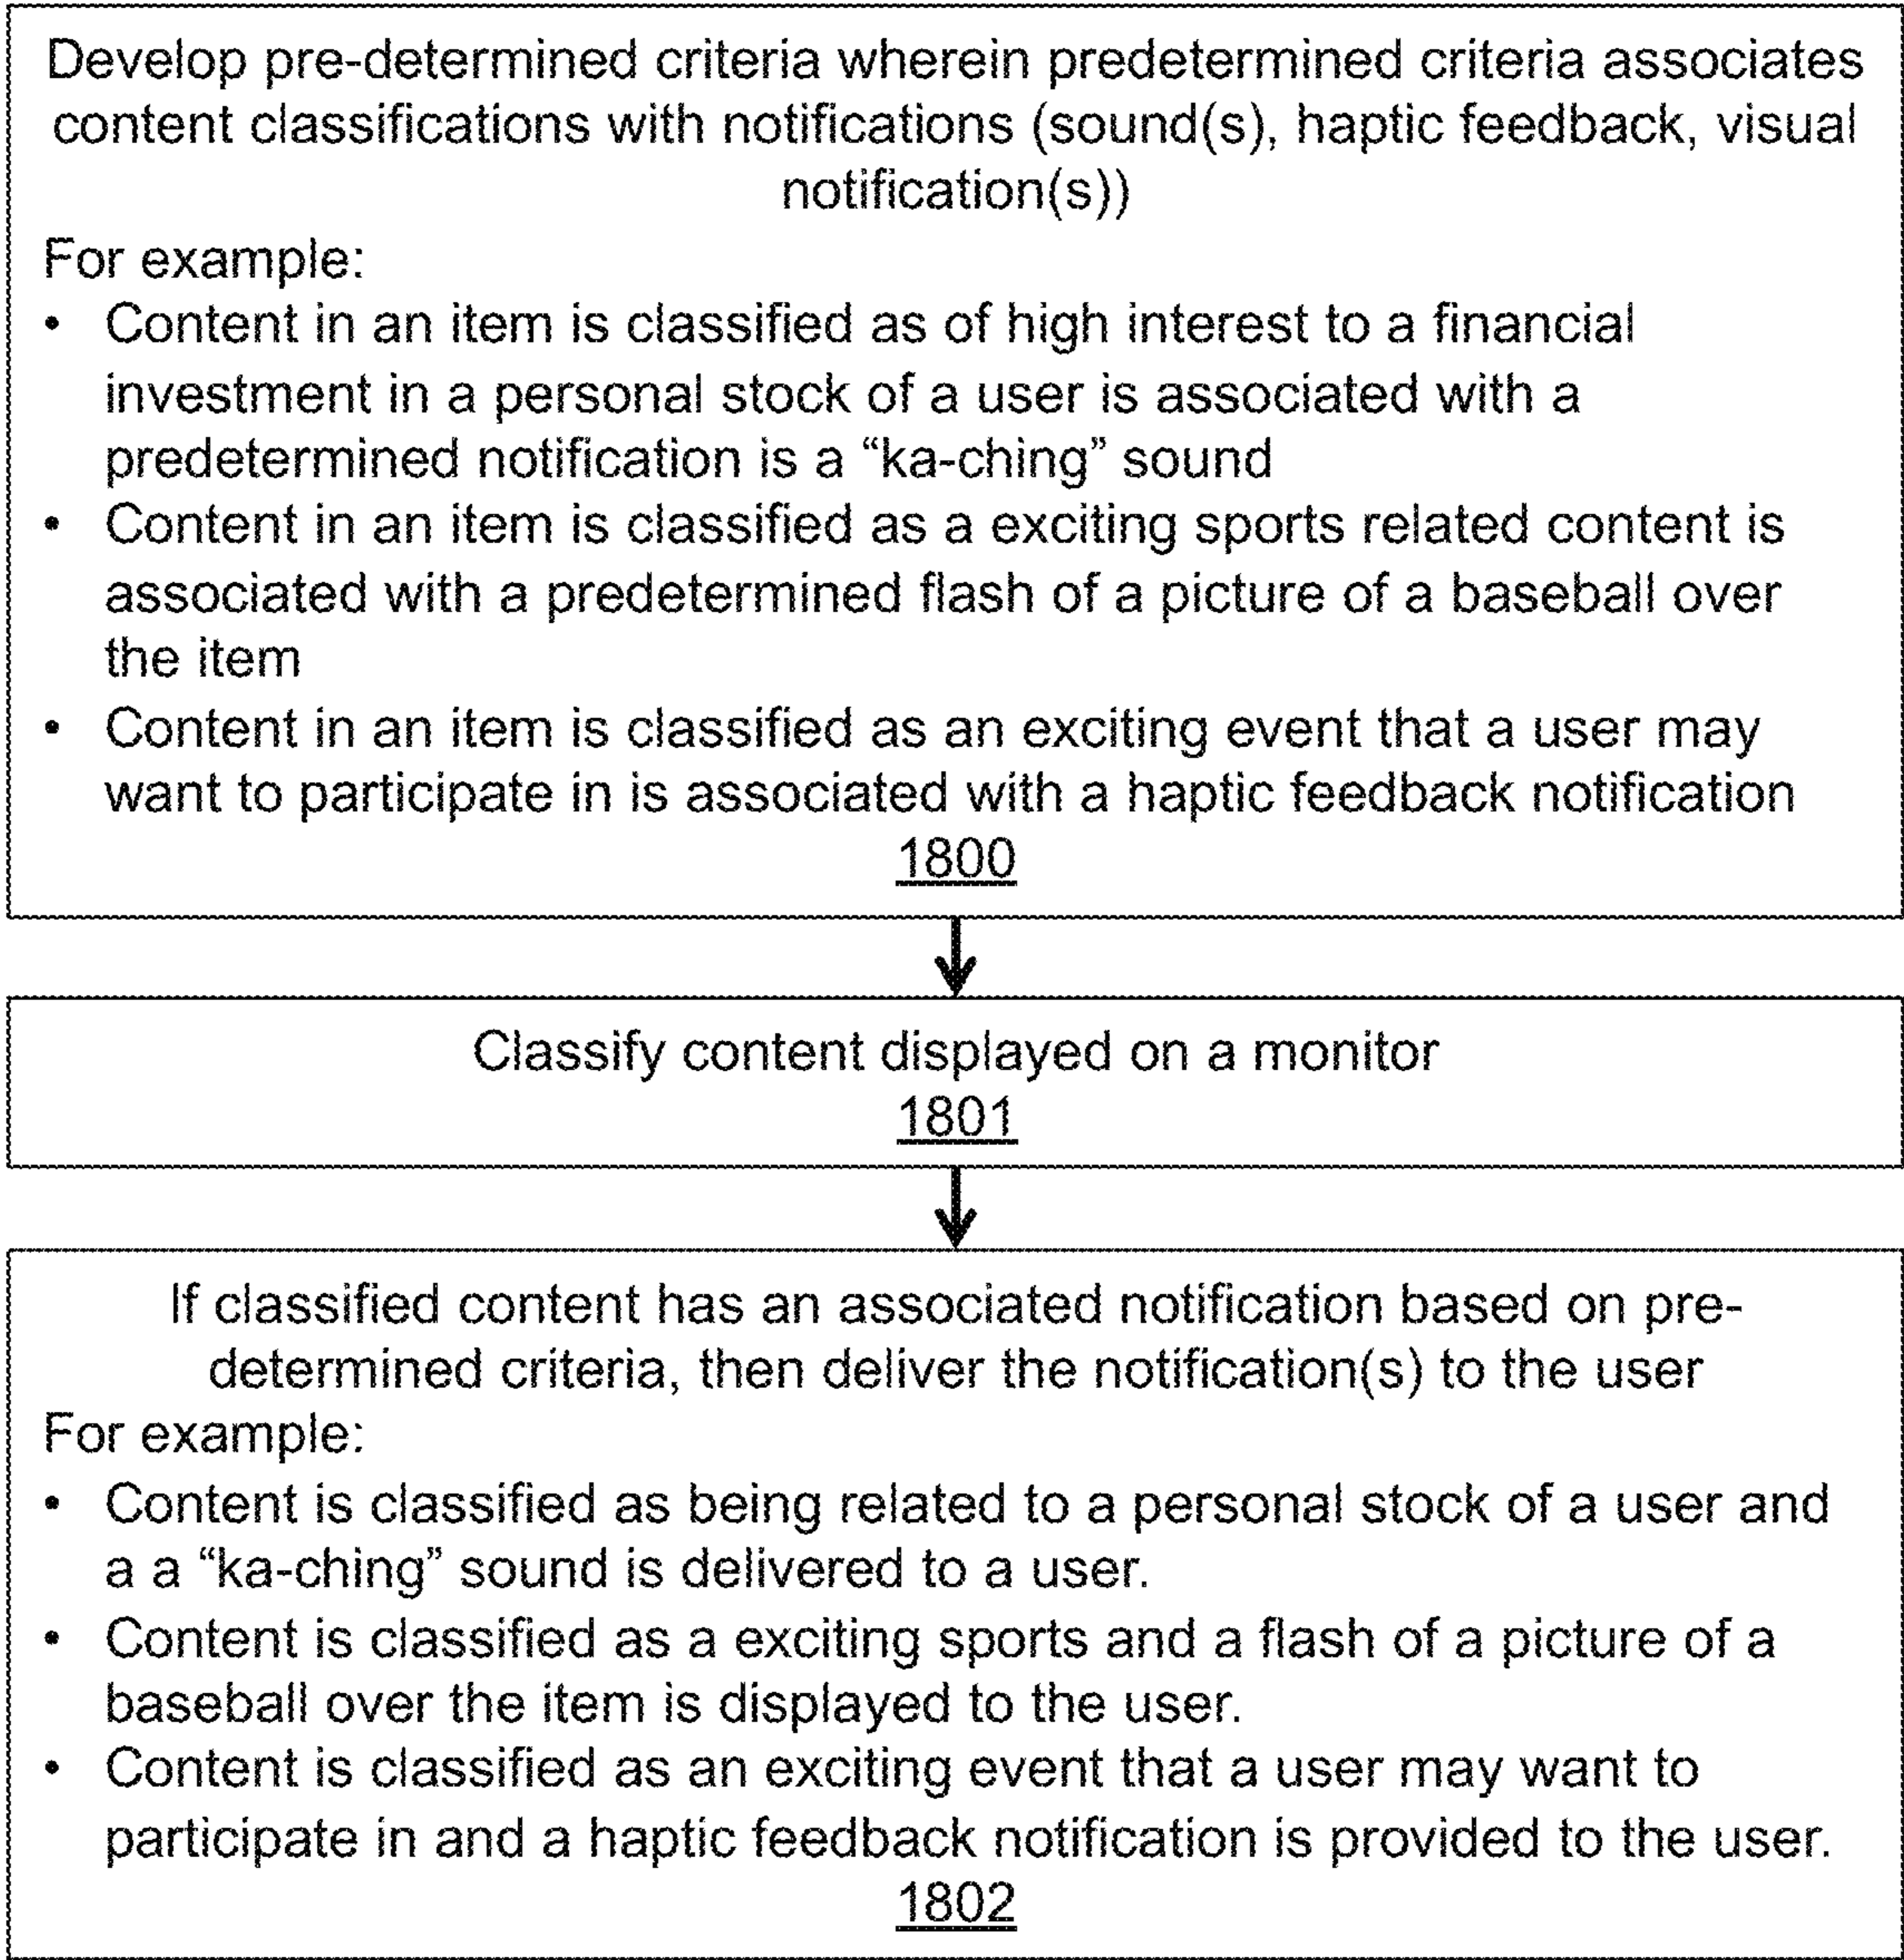 Develop pre-determined criteria wherein predetermined criteria associates
content classifications with notifications (sound(s), haptic feedback, visual
notification(s))
For example:
• Content in an item is classified as of high interest to a financial
investment in a personal stock of a user is associated with a
predetermined notification is a “ka-ching” sound
• Content in an item is classified as a exciting sports related content is
associated with a predetermined flash of a picture of a baseball over
the item
• Content in an item is classified as an exciting event that a user may
want to participate in is associated with a haptic feedback notification
1800
Classify content displayed on a monitor
1801
If classified content has an associated notification based on pre-
determined criteria, then deliver the notification(s) to the user
For example:
• Content is classified as being related to a personal stock of a user and
a a “ka-ching” sound is delivered to a user.
• Content is classified as a exciting sports and a flash of a picture of a
baseball over the item is displayed to the user.
• Content is classified as an exciting event that a user may want to
participate in and a haptic feedback notification is provided to the user.
1802